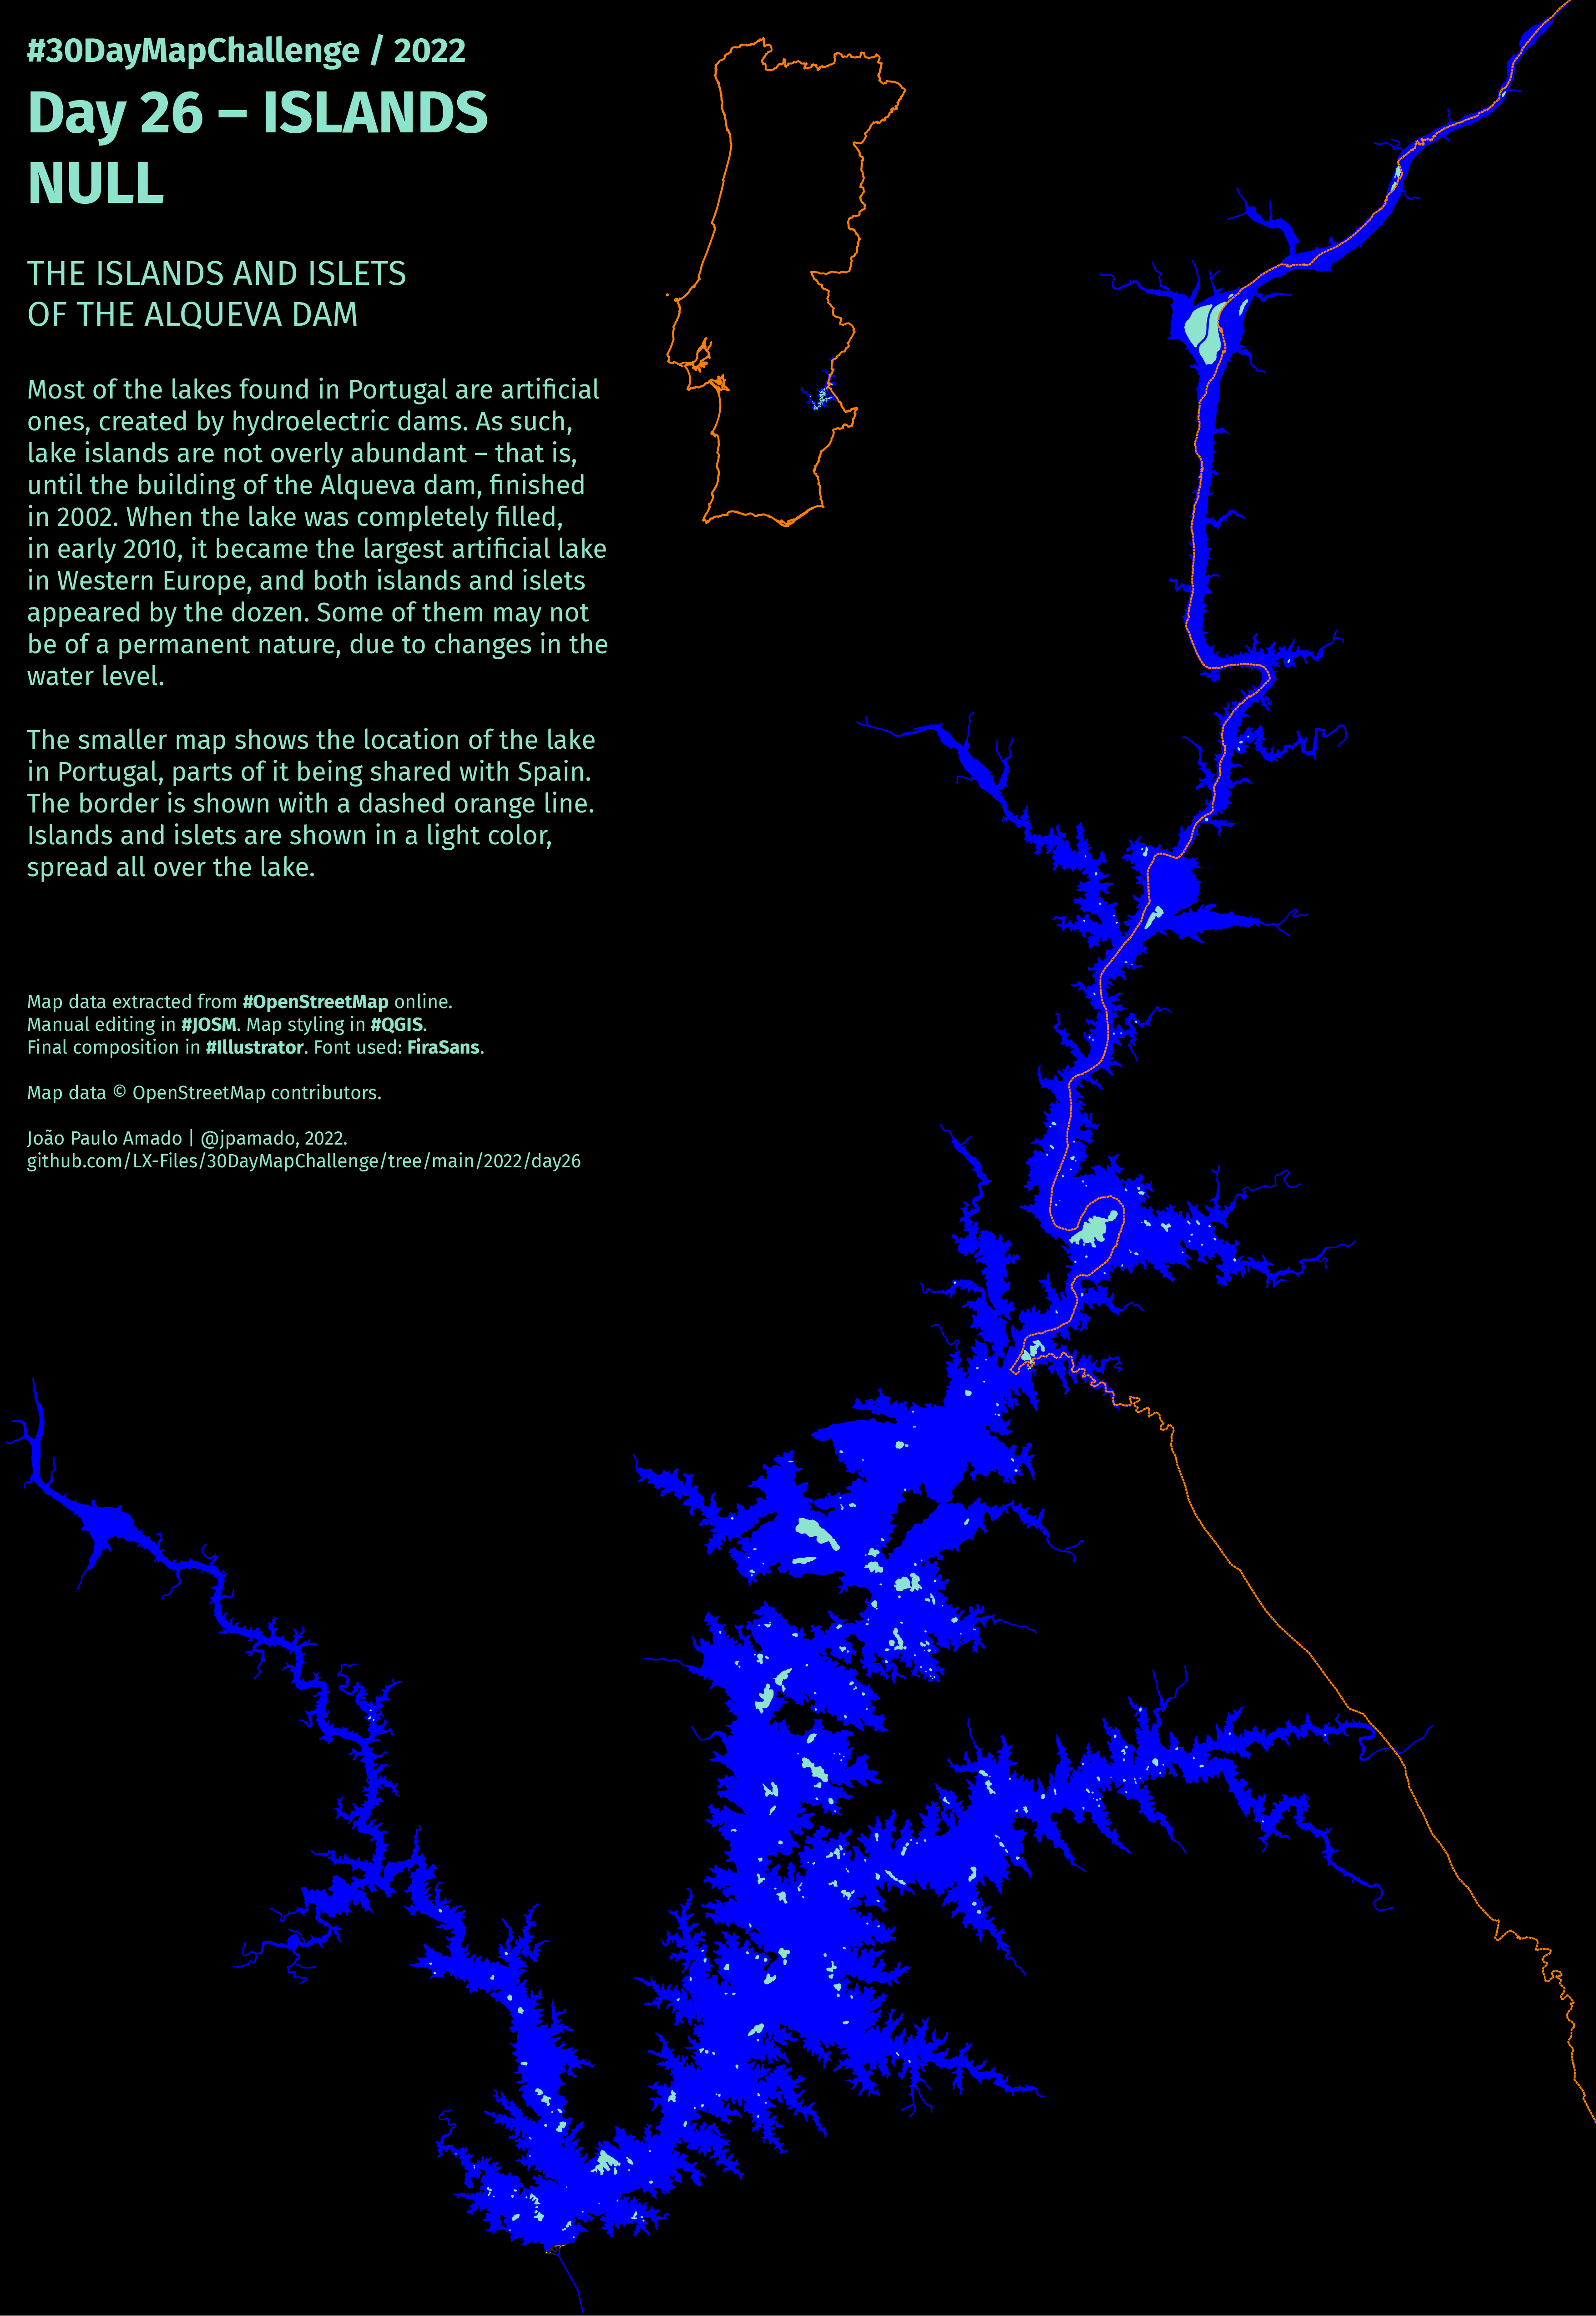 #30DayMapChallenge / 2022
Day 26 – ISLANDS
NULL
THE ISLANDS AND ISLETS
OF THE ALQUEVA DAM
Most of the lakes found in Portugal are artificial
ones, created by hydroelectric dams. As such,
lake islands are not overly abundant – that is,
until the building of the Alqueva dam, finished
in 2002. When the lake was completely filled,
in early 2010, it became the largest artificial lake
in Western Europe, and both islands and islets
appeared by the dozen. Some of them may not
be of a permanent nature, due to changes in the
water level.
The smaller map shows the location of the lake
in Portugal, parts of it being shared with Spain.
The border is shown with a dashed orange line.
Islands and islets are shown in a light color,
spread all over the lake.
Map data extracted from #OpenStreetMap online.
Manual editing in #JOSM. Map styling in #QGIS.
Final composition in #Illustrator. Font used: FiraSans.
Map data © OpenStreetMap contributors.
João Paulo Amado | @jpamado, 2022.
github.com/LX-Files/30DayMapChallenge/tree/main/2022/day26